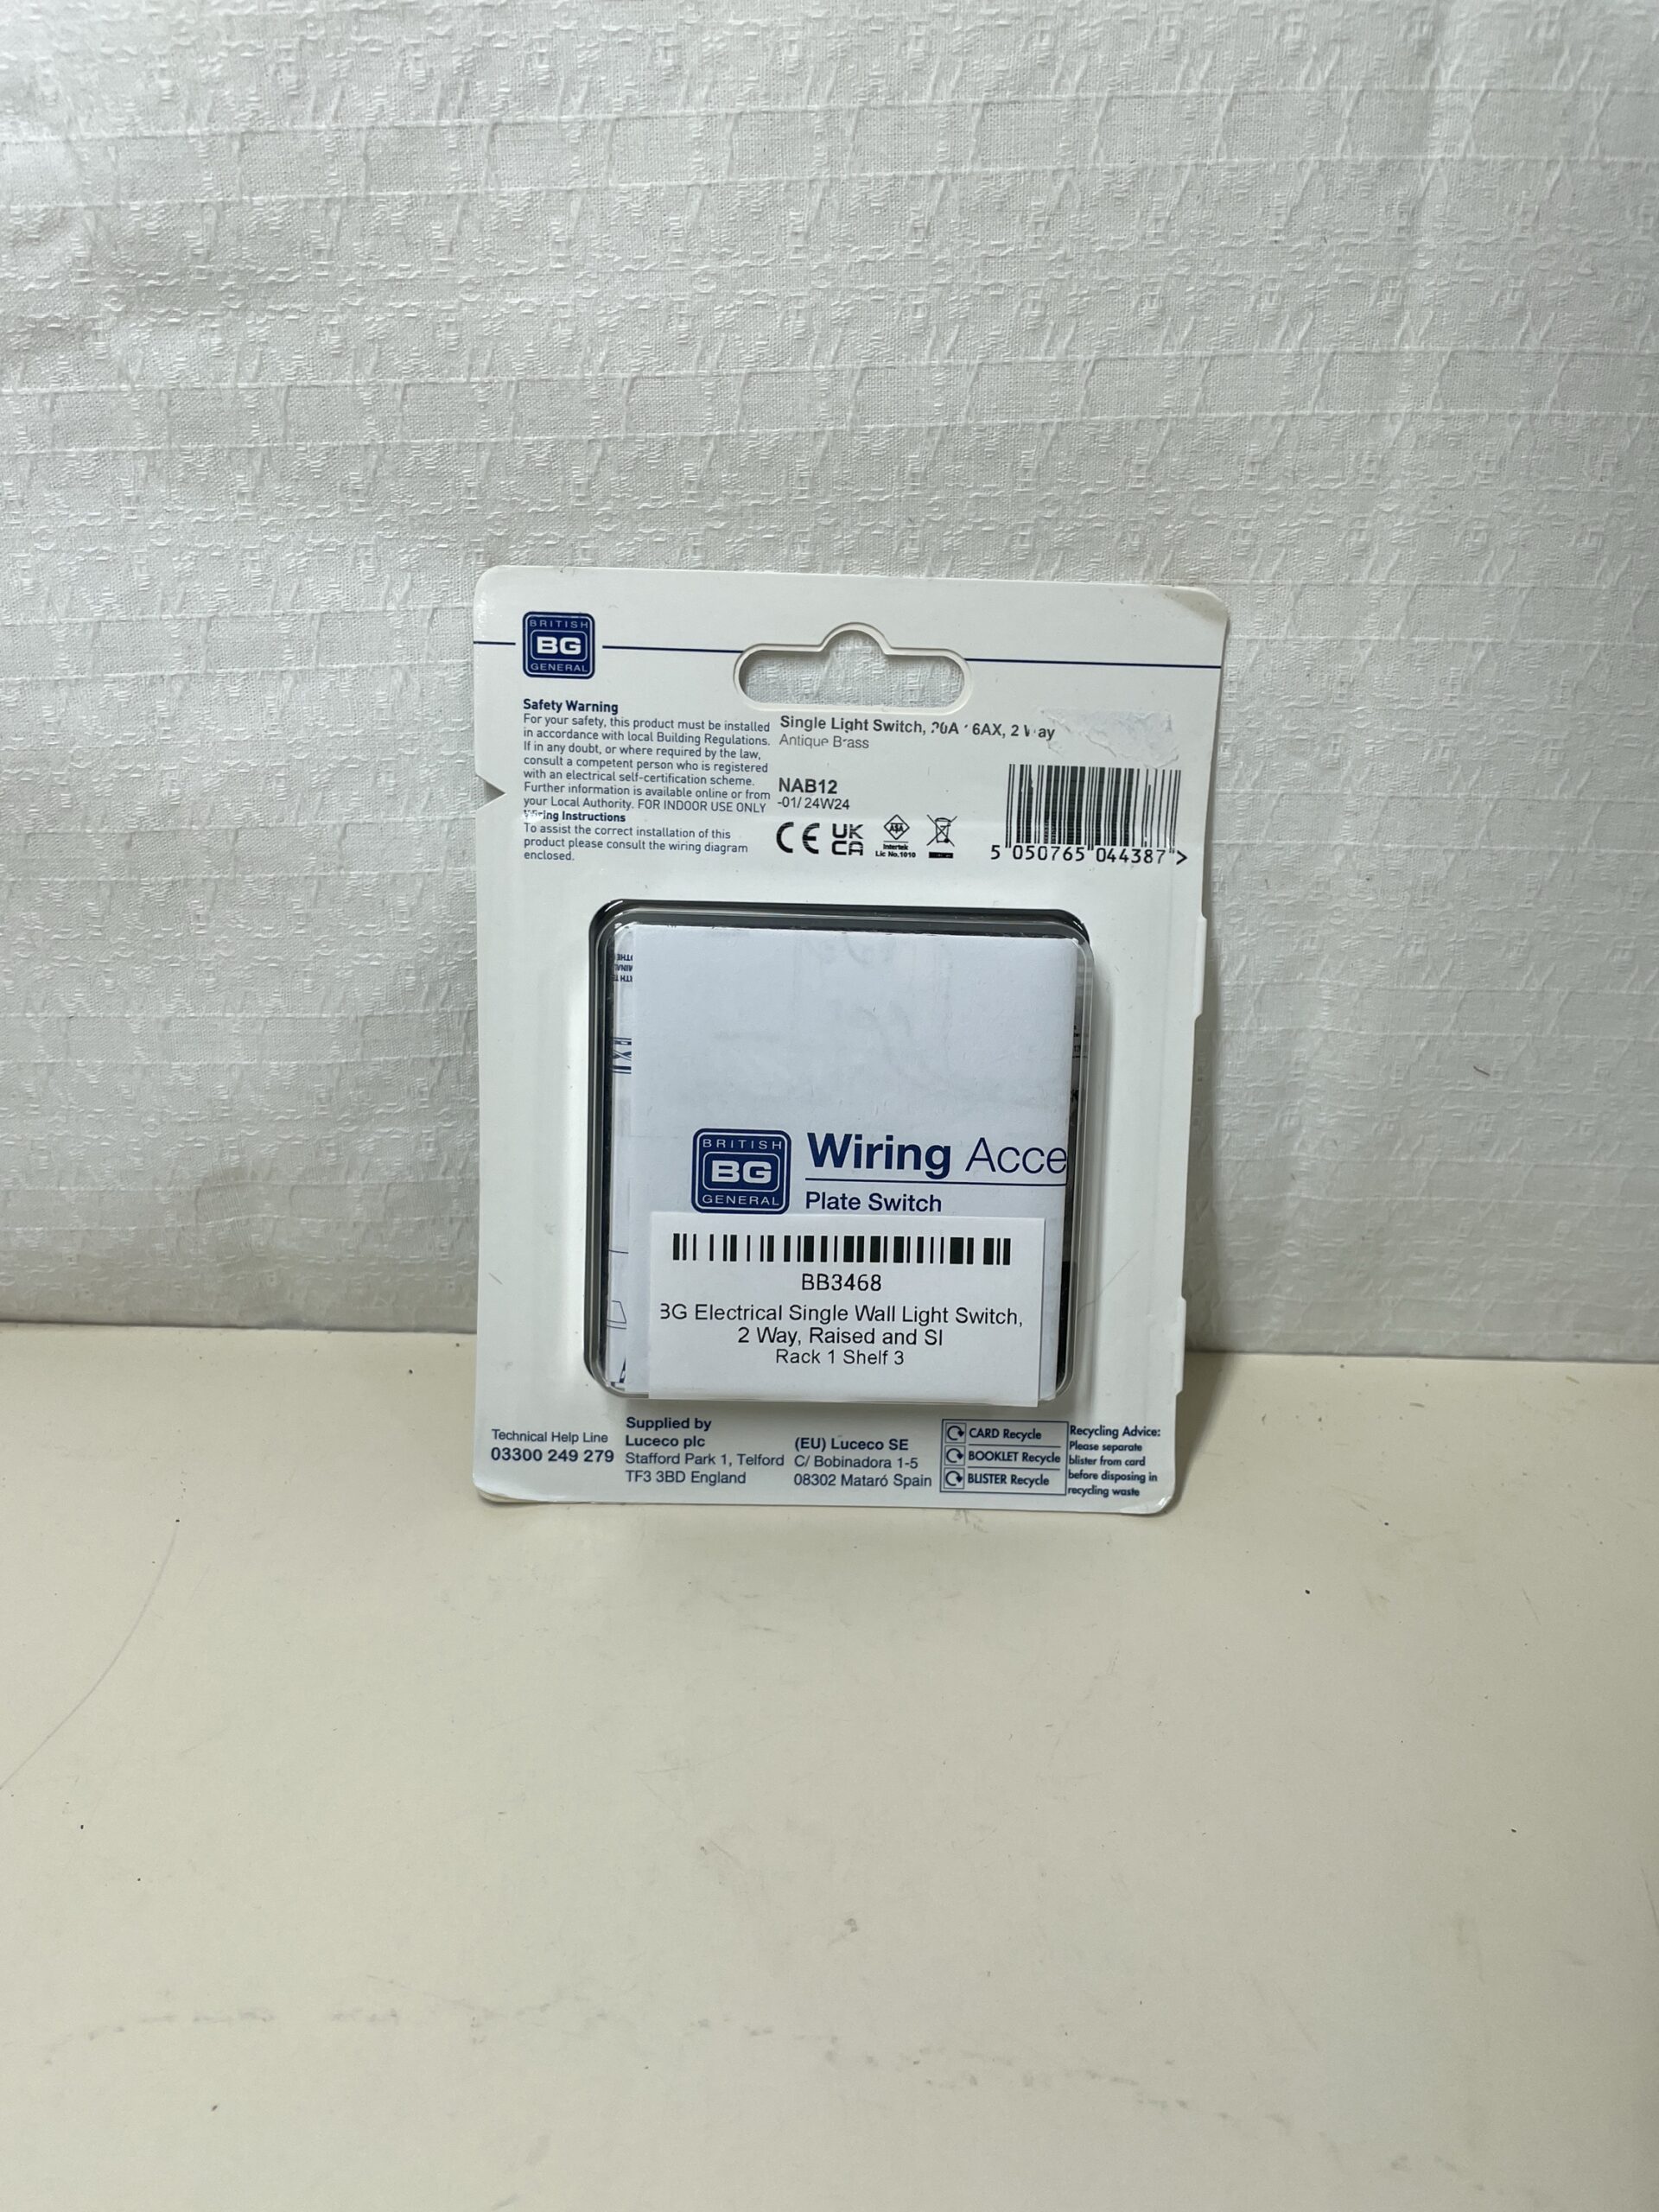 BRITISH
BG
GENERAL
Safety Warning
For your safety, this product must be installed
in accordance with local Building Regulations.
If in any doubt, or where required by the law,
consult a competent person who is registered
with an electrical self-certification scheme.
Further information is available online or from
your Local Authority. FOR INDOOR USE ONLY
Wiring Instructions
To assist the correct installation of this
product please consult the wiring diagram
enclosed.
Single Light Switch, 20A 16AX, 2 Way
Antique Brass
NAB12
-01/ 24W24
CE UK CA
ASA
Intertek
Lic No.1010
5 050765 044387 >
BRITISH
BG
GENERAL
Wiring Acce
Plate Switch
BB3468
BG Electrical Single Wall Light Switch,
2 Way, Raised and Sl
Rack 1 Shelf 3
Technical Help Line
03300 249 279
Supplied by
Luceco plc
Stafford Park 1, Telford
TF3 3BD England
(EU) Luceco SE
C/ Bobinadora 1-5
08302 Mataró Spain
CARD Recycle
BOOKLET Recycle
BLISTER Recycle
Recycling Advice:
Please separate
blister from card
before disposing in
recycling waste